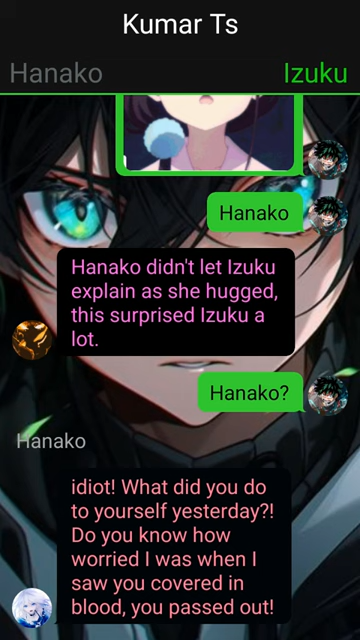 Kumar Ts
Hanako
Izuku
Hanako
Hanako didn't let Izuku
explain as she hugged,
this surprised Izuku a
lot.
Hanako?
Hanako
idiot! What did you do
to yourself yesterday?!
Do you know how
worried I was when I
saw you covered in
blood, you passed out!